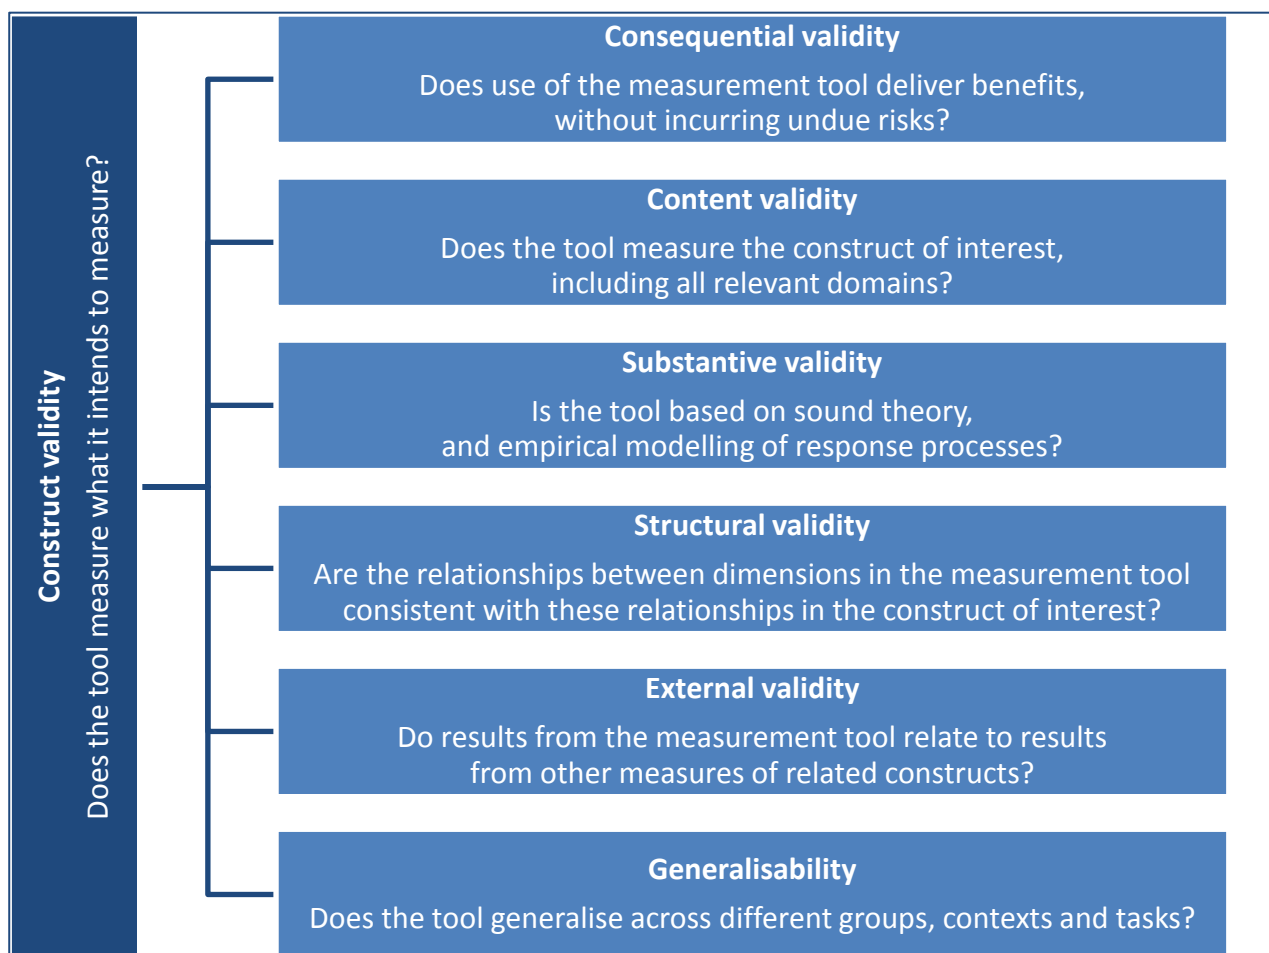 Construct validity
Does the tool measure what it intends to measure?
Consequential validity
Does use of the measurement tool deliver benefits,
without incurring undue risks?
Content validity
Does the tool measure the construct of interest,
including all relevant domains?
Substantive validity
Is the tool based on sound theory,
and empirical modelling of response processes?
Structural validity
Are the relationships between dimensions in the measurement tool
consistent with these relationships in the construct of interest?
External validity
Do results from the measurement tool relate to results
from other measures of related constructs?
Generalisability
Does the tool generalise across different groups, contexts and tasks?